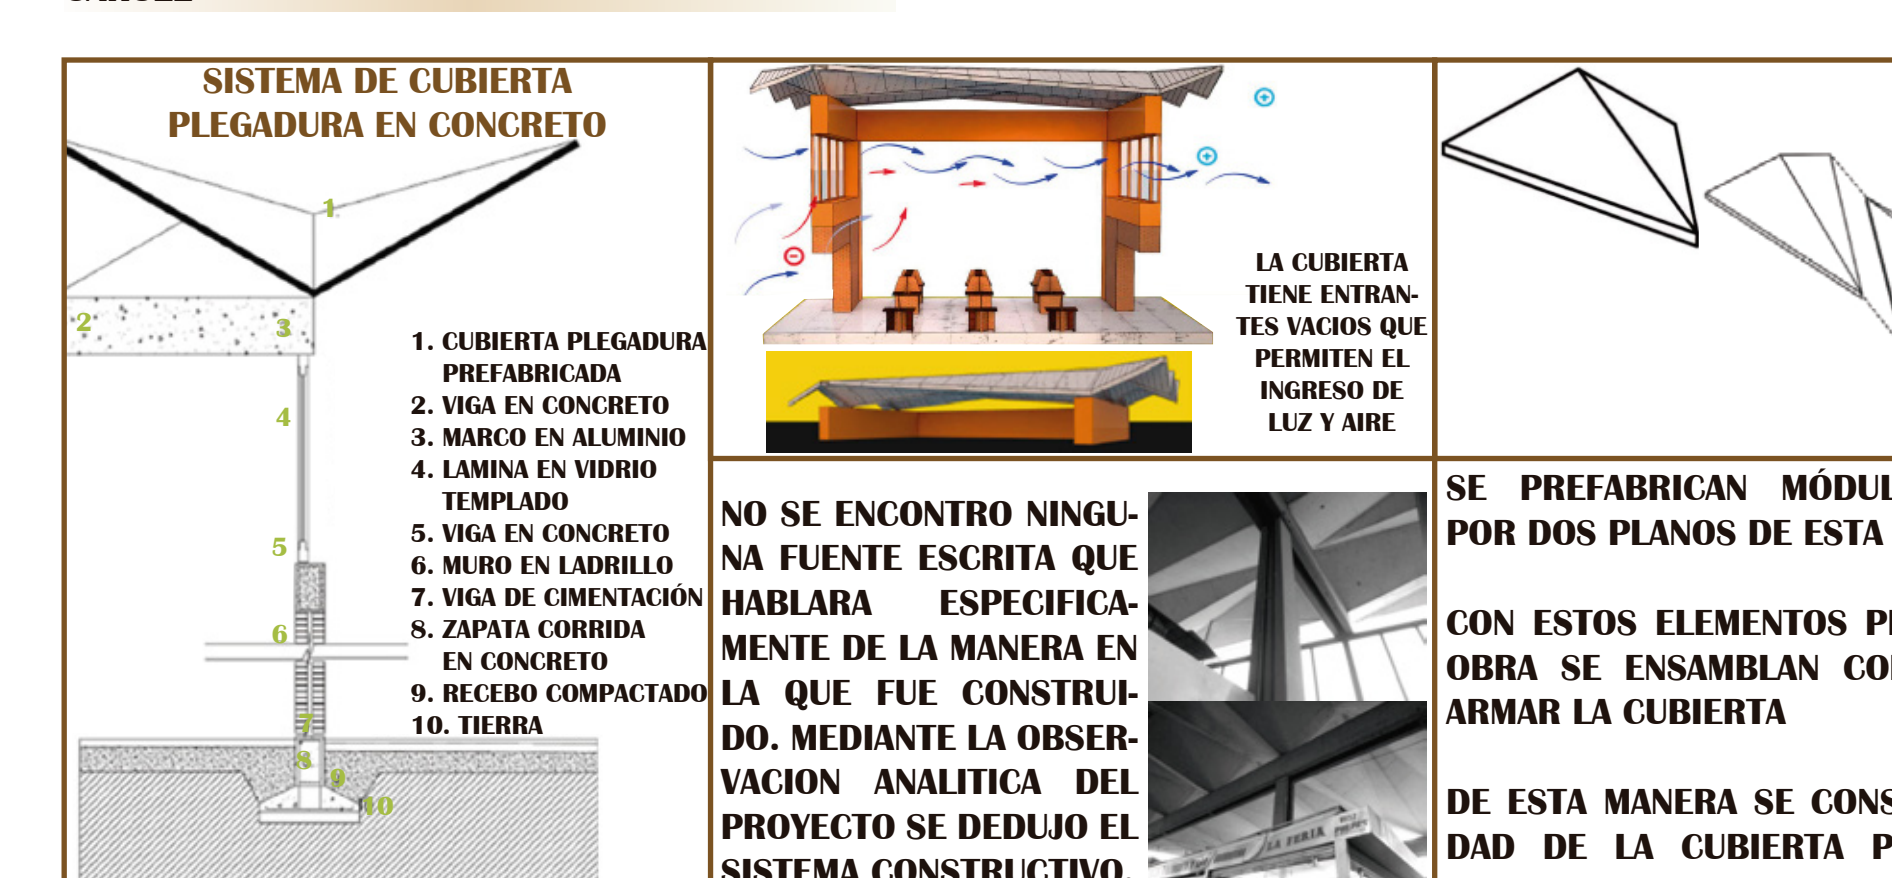 SISTEMA DE CUBIERTA
PLEGADURA EN CONCRETO
1
2
3
4
5
6
7
8
9
10
1. CUBIERTA PLEGADURA
PREFABRICADA
2. VIGA EN CONCRETO
3. MARCO EN ALUMINIO
4. LAMINA EN VIDRIO
TEMPLADO
5. VIGA EN CONCRETO
6. MURO EN LADRILLO
7. VIGA DE CIMENTACIÓN
8. ZAPATA CORRIDA
EN CONCRETO
9. RECEBO COMPACTADO
10. TIERRA
LA CUBIERTA
TIENE ENTRAN-
TES VACIOS QUE
PERMITEN EL
INGRESO DE
LUZ Y AIRE
NO SE ENCONTRO NINGU-
NA FUENTE ESCRITA QUE
HABLARA ESPECIFICA-
MENTE DE LA MANERA EN
LA QUE FUE CONSTRUI-
DO. MEDIANTE LA OBSER-
VACION ANALITICA DEL
PROYECTO SE DEDUJO EL
SISTEMA CONSTRUCTIVO.
LA FERIA
SE PREFABRICAN MÓDUL
POR DOS PLANOS DE ESTA
CON ESTOS ELEMENTOS
OBRA SE ENSAMBLAN
ARMAR LA CUBIERTA
DE ESTA MANERA SE CONS
DAD DE LA CUBIERTA P